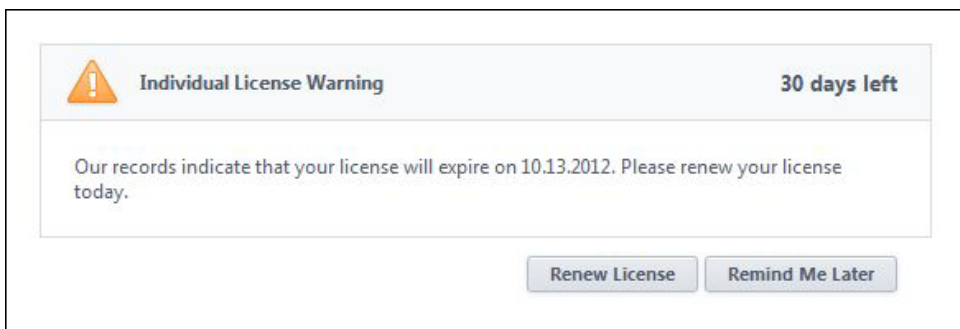 Individual License Warning
30 days left
Our records indicate that your license will expire on 10.13.2012. Please renew your license
today.
Renew License
Remind Me Later